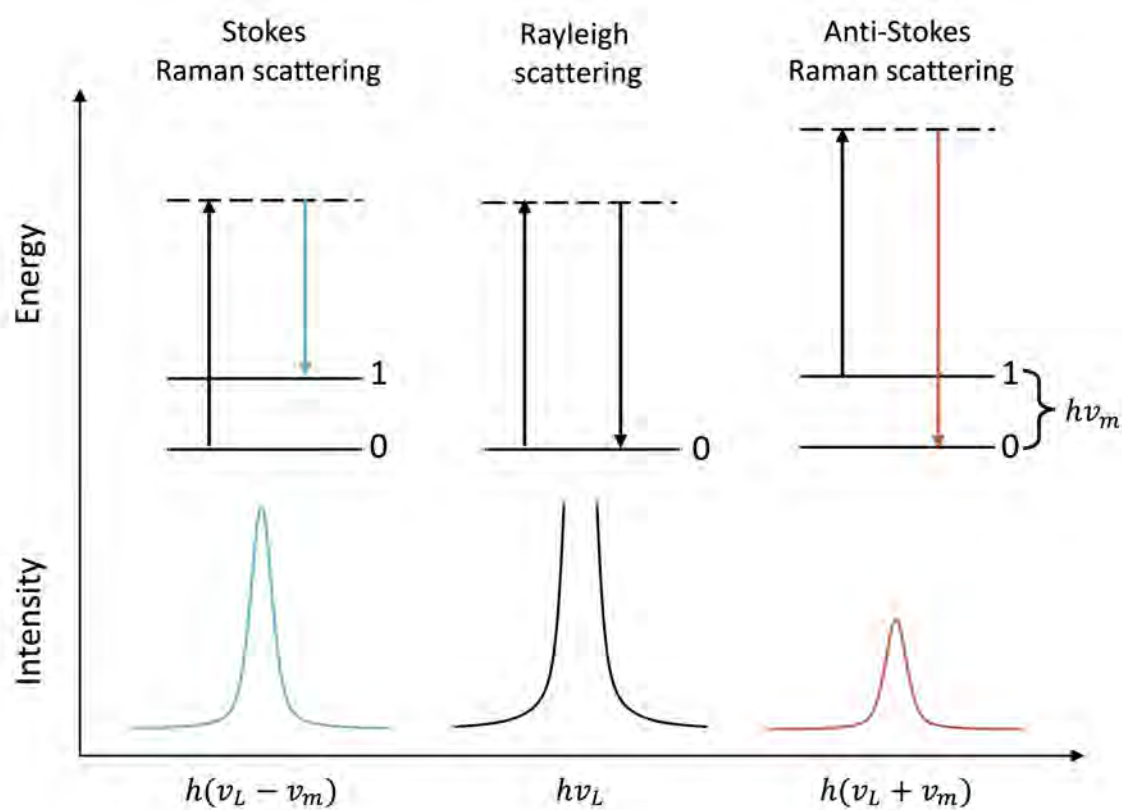 Stokes
Raman scattering
Rayleigh
scattering
Anti-Stokes
Raman scattering
Energy
1
0
0
1
0
hv_m
Intensity
h(v_L − v_m)
hv_L
h(v_L + v_m)